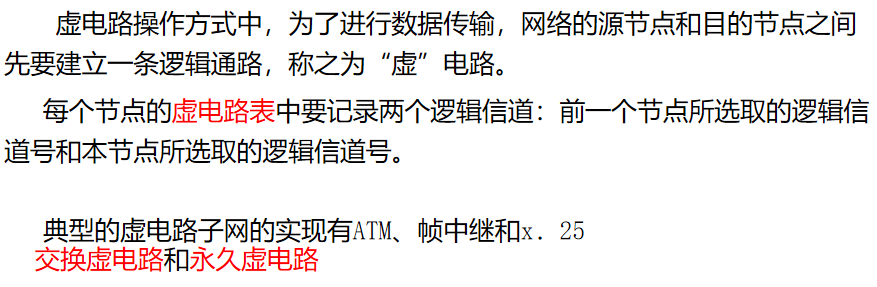 虚电路操作方式中，为了进行数据传输，网络的源节点和目的节点之间
先要建立一条逻辑通路，称之为“虚”电路。
每个节点的虚电路表中要记录两个逻辑信道：前一个节点所选取的逻辑信
道号和本节点所选取的逻辑信道号。
典型的虚电路子网的实现有ATM、帧中继和x．25
交换虚电路和永久虚电路